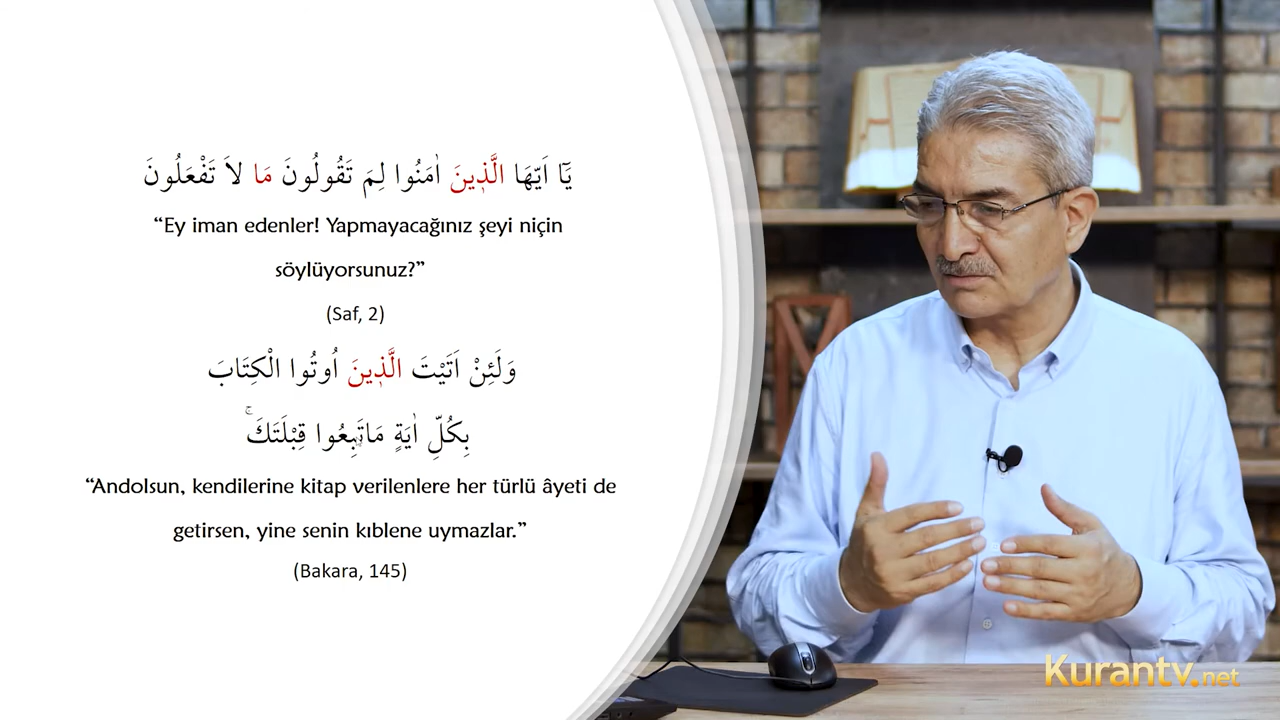 يَٓا اَيّهَا الَّذ۪ينَ اٰمَنُوا لِمَ تَقُولُونَ مَا لاَ تَفْعَلُونَ
“Ey iman edenler! Yapmayacağınız şeyi niçin
söylüyorsunuz?”
(Saf, 2)
وَلَئِنْ اَتَيْتَ الَّذ۪ينَ اُوتُوا الْكِتَابَ
بِكُلِّ اٰيَةٍ مَاتَبِعُوا قِبْلَتَكَۚ
“Andolsun, kendilerine kitap verilenlere her türlü âyeti de
getirsen, yine senin kıblene uymazlar.”
(Bakara, 145)
Kurantv.net